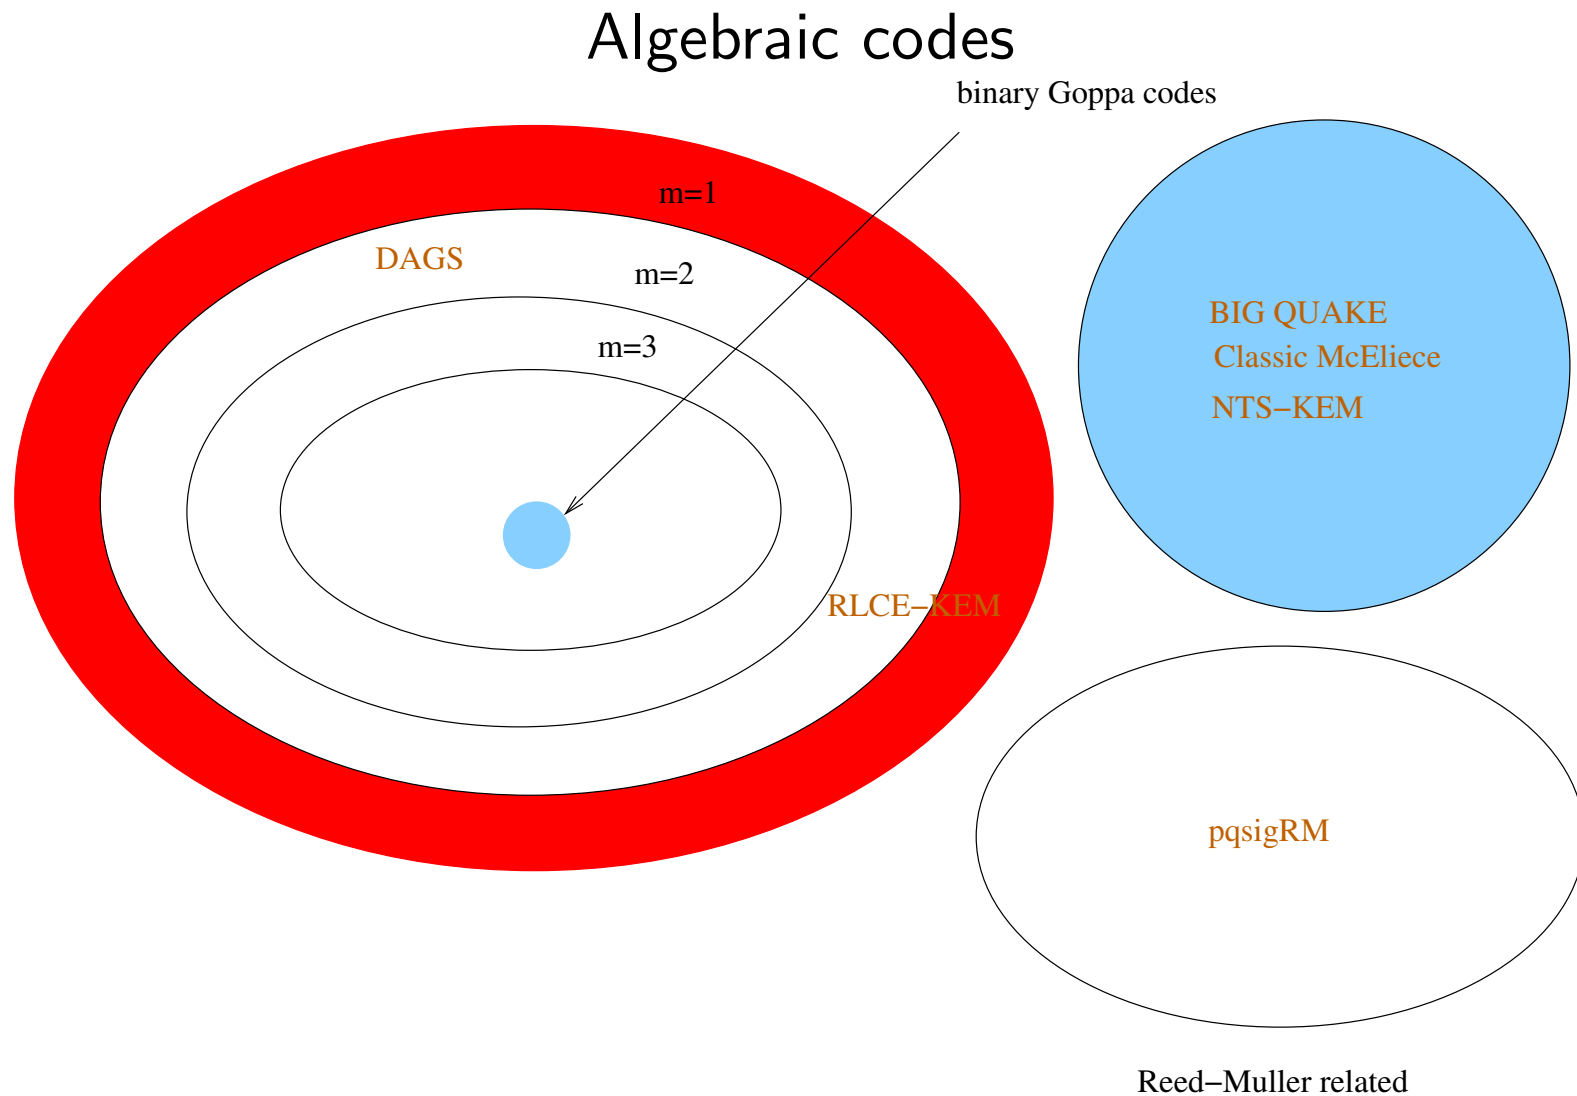 Algebraic codes
binary Goppa codes
m=1
DAGS
m=2
m=3
RLCE−KEM
BIG QUAKE
Classic McEliece
NTS−KEM
pqsigRM
Reed−Muller related